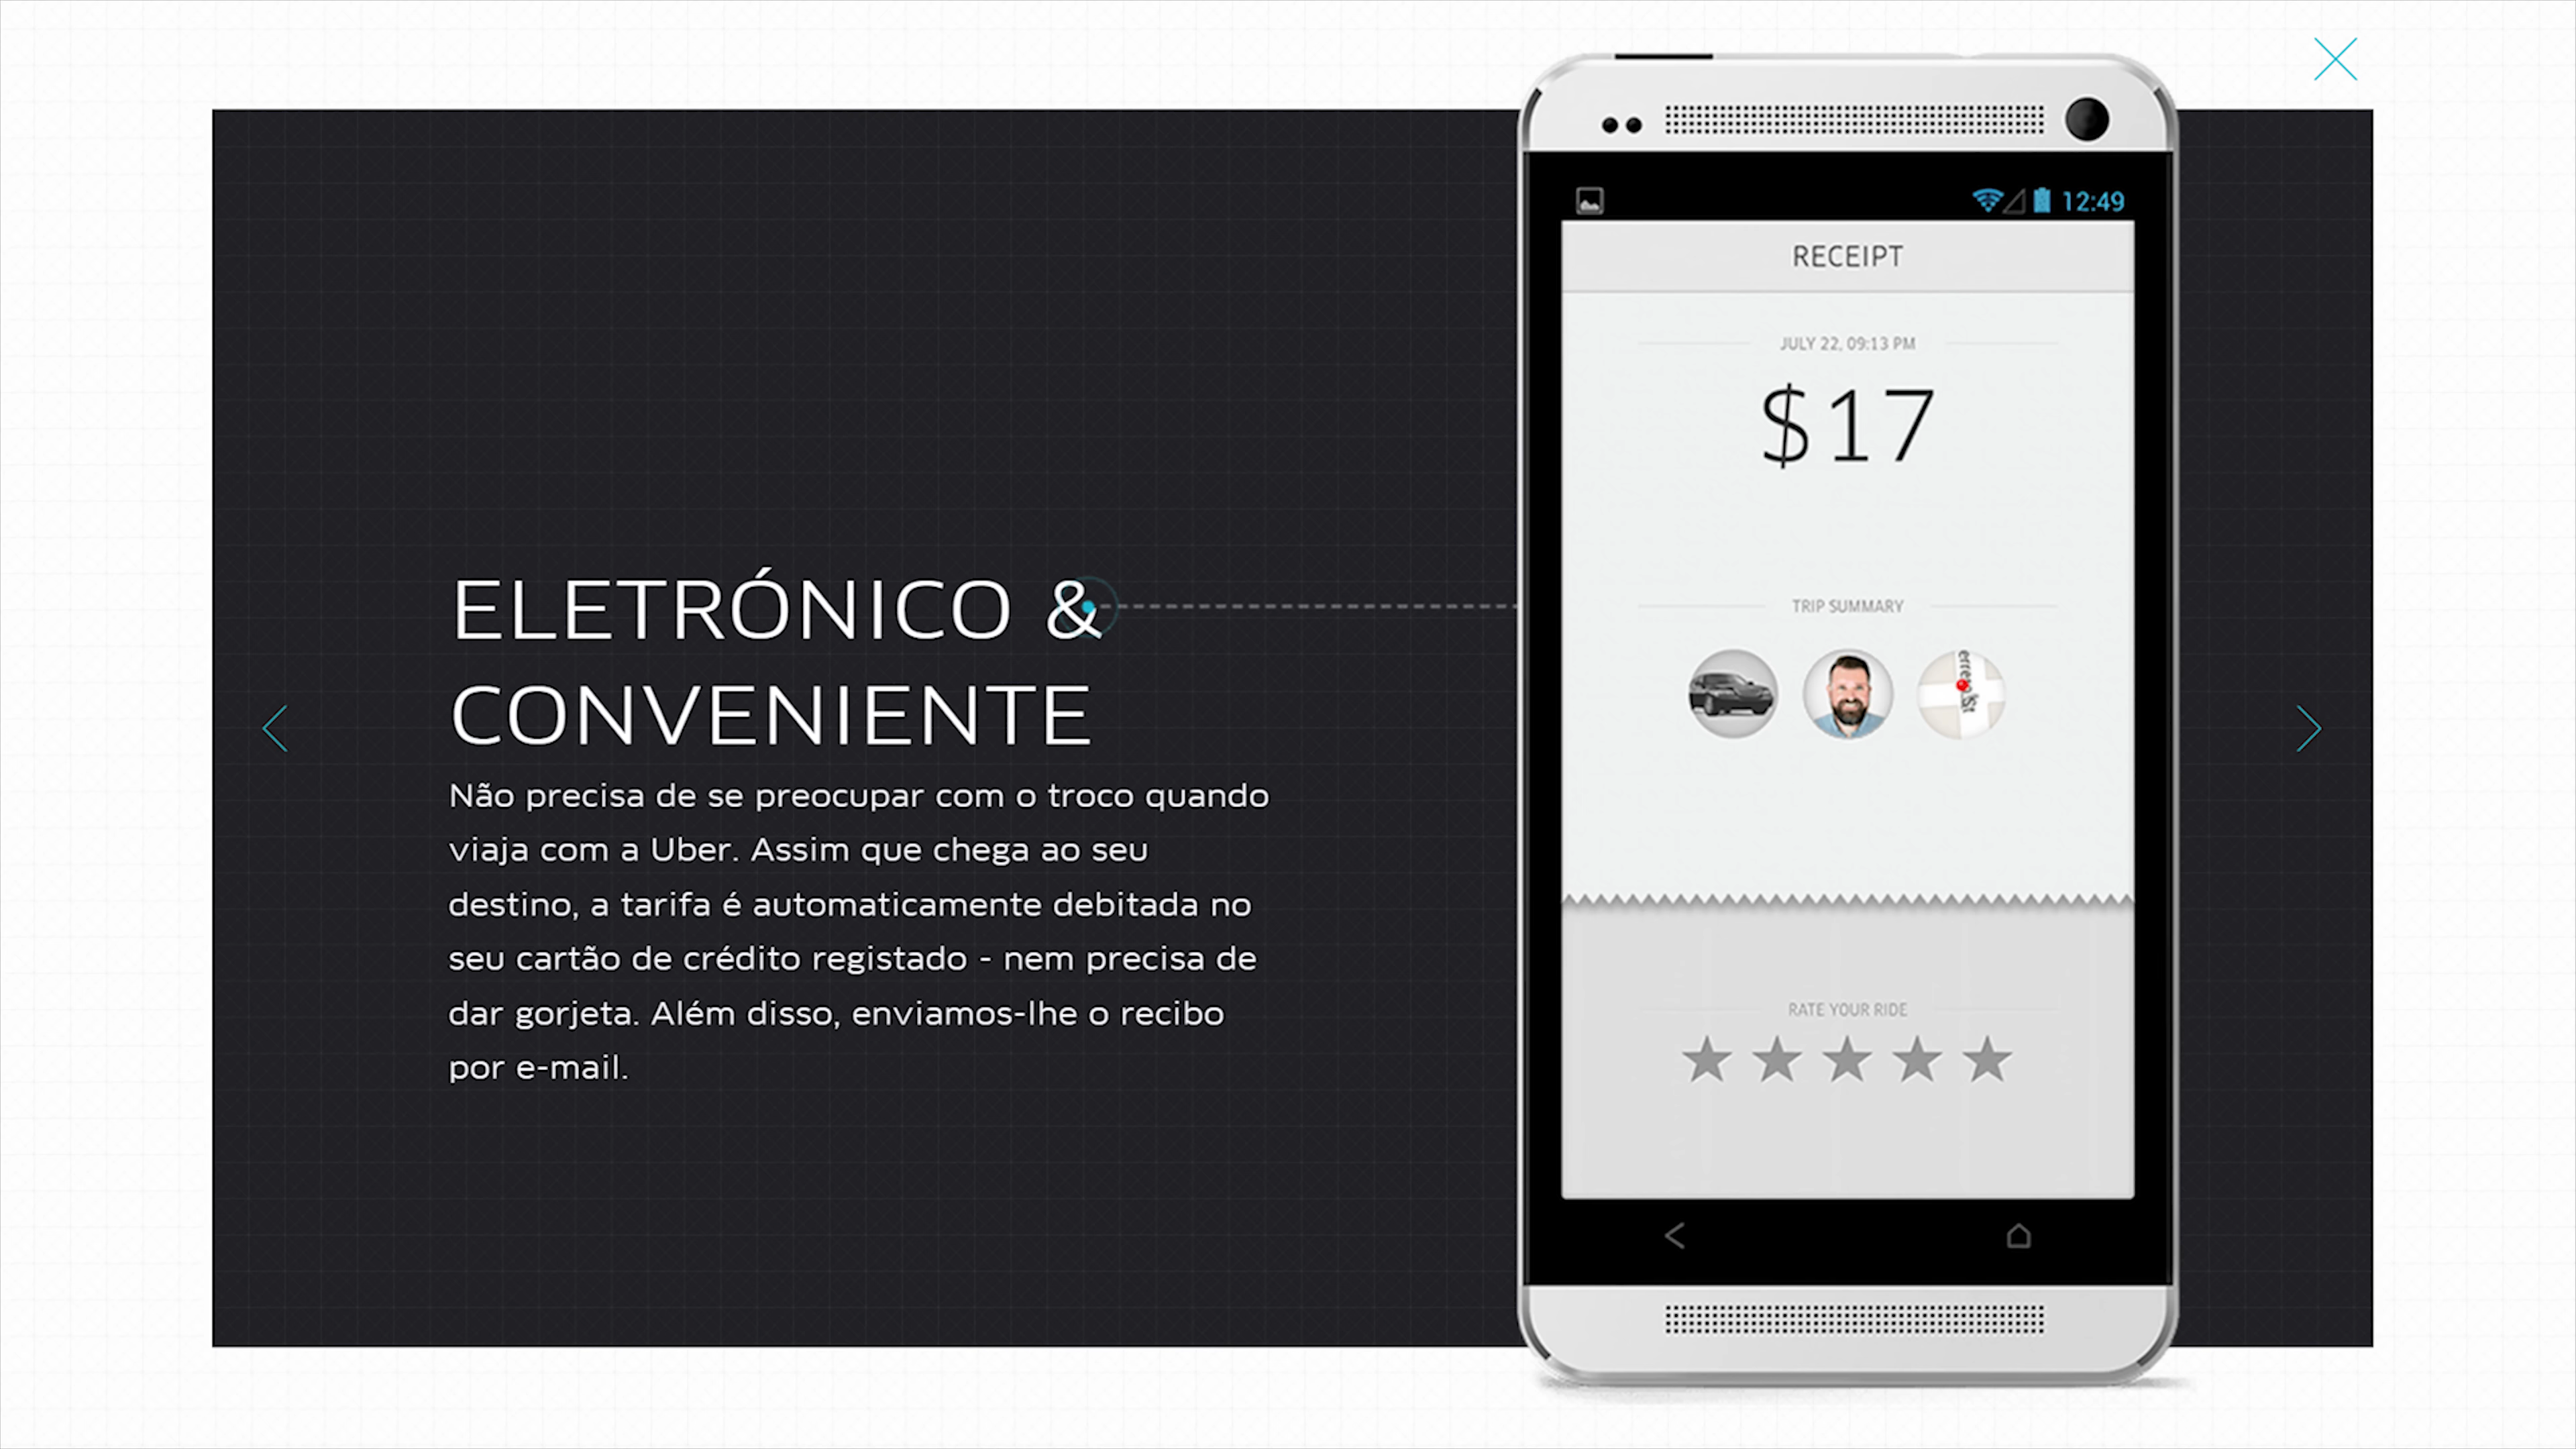 ELETRÓNICO &
CONVENIENTE
Não precisa de se preocupar com o troco quando
viaja com a Uber. Assim que chega ao seu
destino, a tarifa é automaticamente debitada no
seu cartão de crédito registado - nem precisa de
dar gorjeta. Além disso, enviamos-lhe o recibo
por e-mail.
12:49
RECEIPT
JULY 22, 09:13 PM
$17
TRIP SUMMARY
RATE YOUR RIDE